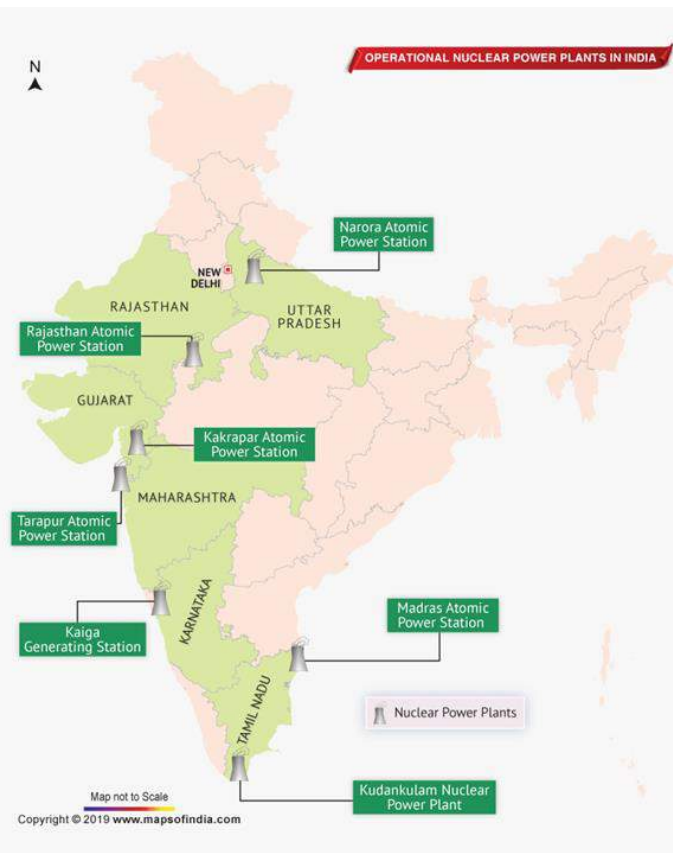 OPERATIONAL NUCLEAR POWER PLANTS IN INDIA
N
Narora Atomic
Power Station
NEW
DELHI
RAJASTHAN
UTTAR
PRADESH
Rajasthan Atomic
Power Station
GUJARAT
Kakrapar Atomic
Power Station
MAHARASHTRA
Tarapur Atomic
Power Station
KARNATAKA
Madras Atomic
Power Station
Kaiga
Generating Station
TAMIL NADU
Nuclear Power Plants
Kudankulam Nuclear
Power Plant
Map not to Scale
Copyright © 2019 www.mapsofindia.com